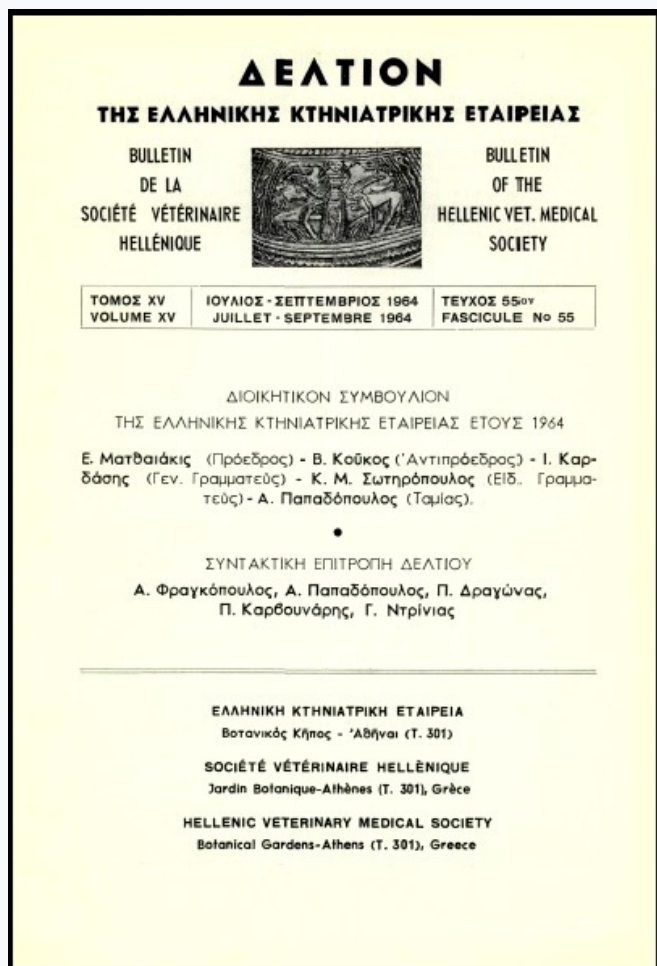 ΔΕΛΤΙΟΝ
ΤΗΣ ΕΛΛΗΝΙΚΗΣ ΚΤΗΝΙΑΤΡΙΚΗΣ ΕΤΑΙΡΕΙΑΣ
BULLETIN
DE LA
SOCIÉTÉ VÉTÉRINAIRE
HELLÉNIQUE
BULLETIN
OF THE
HELLENIC VET. MEDICAL
SOCIETY
ΤΟΜΟΣ XV
VOLUME XV
ΙΟΥΛΙΟΣ - ΣΕΠΤΕΜΒΡΙΟΣ 1964
JUILLET - SEPTEMBRE 1964
ΤΕΥΧΟΣ 55ον
FASCICULE No 55
ΔΙΟΙΚΗΤΙΚΟΝ ΣΥΜΒΟΥΛΙΟΝ
ΤΗΣ ΕΛΛΗΝΙΚΗΣ ΚΤΗΝΙΑΤΡΙΚΗΣ ΕΤΑΙΡΕΙΑΣ ΕΤΟΥΣ 1964
Ε. Ματθαιάκις (Πρόεδρος) - Β. Κοῦκος (Ἀντιπρόεδρος) - Ι. Καρ-
δάσης (Γεν. Γραμματεὺς) - Κ. Μ. Σωτηρόπουλος (Εἰδ. Γραμμα-
τεὺς) - Α. Παπαδόπουλος (Ταμίας).
ΣΥΝΤΑΚΤΙΚΗ ΕΠΙΤΡΟΠΗ ΔΕΛΤΙΟΥ
Α. Φραγκόπουλος, Α. Παπαδόπουλος, Π. Δραγώνας,
Π. Καρβουνάρης, Γ. Ντρίνιας
ΕΛΛΗΝΙΚΗ ΚΤΗΝΙΑΤΡΙΚΗ ΕΤΑΙΡΕΙΑ
Βοτανικὸς Κῆπος - Ἀθῆναι (Τ. 301)
SOCIÉTÉ VÉTÉRINAIRE HELLÈNIQUE
Jardin Botanique-Athènes (T. 301), Grèce
HELLENIC VETERINARY MEDICAL SOCIETY
Botanical Gardens-Athens (T. 301), Greece